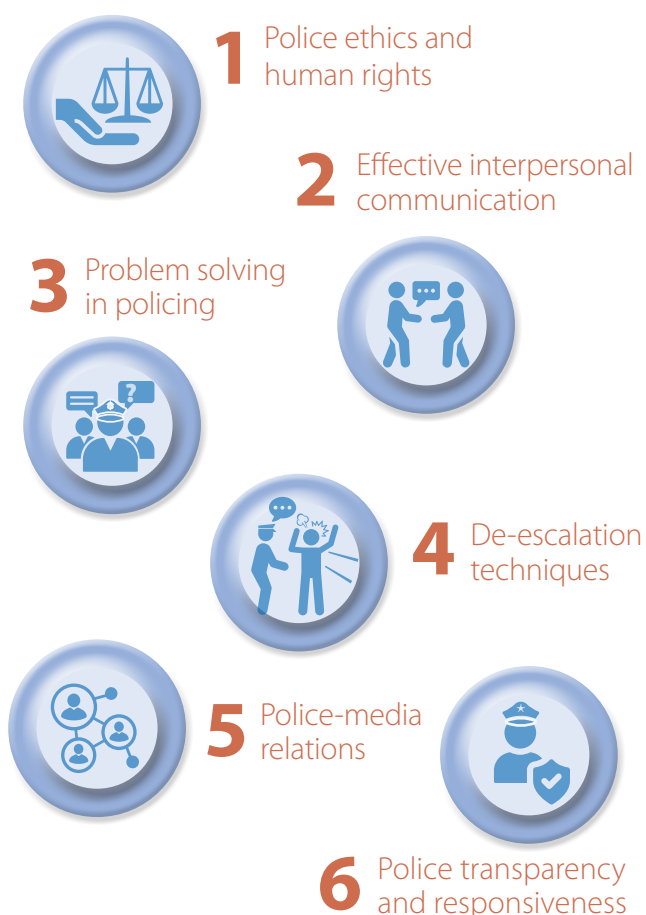 1 Police ethics and
human rights
2 Effective interpersonal
communication
3 Problem solving
in policing
?
4 De-escalation
techniques
5 Police-media
relations
6 Police transparency
and responsiveness